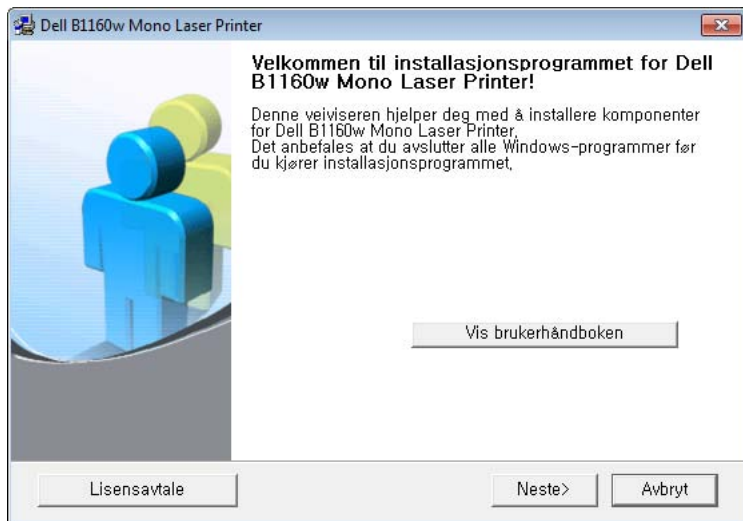 Dell B1160w Mono Laser Printer
Velkommen til installasjonsprogrammet for Dell
B1160w Mono Laser Printer!
Denne veiviseren hjelper deg med å installere komponenter
for Dell B1160w Mono Laser Printer.
Det anbefales at du avslutter alle Windows-programmer før
du kjører installasjonsprogrammet.
Vis brukerhåndboken
Lisensavtale
Neste>
Avbryt